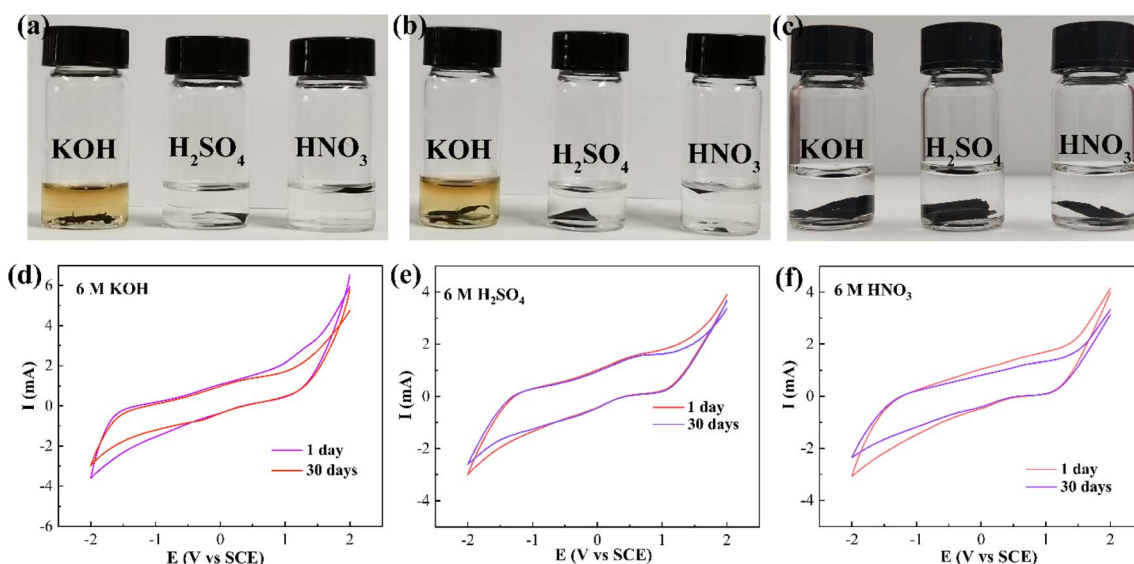 (a)
KOH
H₂SO₄
HNO₃
(b)
KOH
H₂SO₄
HNO₃
(c)
KOH
H₂SO₄
HNO₃
(d)
6 M KOH
I (mA)
6
4
2
0
-2
-4
-6
1 day
30 days
-2
-1
0
1
2
E (V vs SCE)
(e)
6 M H₂SO₄
I (mA)
4
2
0
-2
-4
1 day
30 days
-2
-1
0
1
2
E (V vs SCE)
(f)
6 M HNO₃
I (mA)
4
2
0
-2
-4
1 day
30 days
-2
-1
0
1
2
E (V vs SCE)